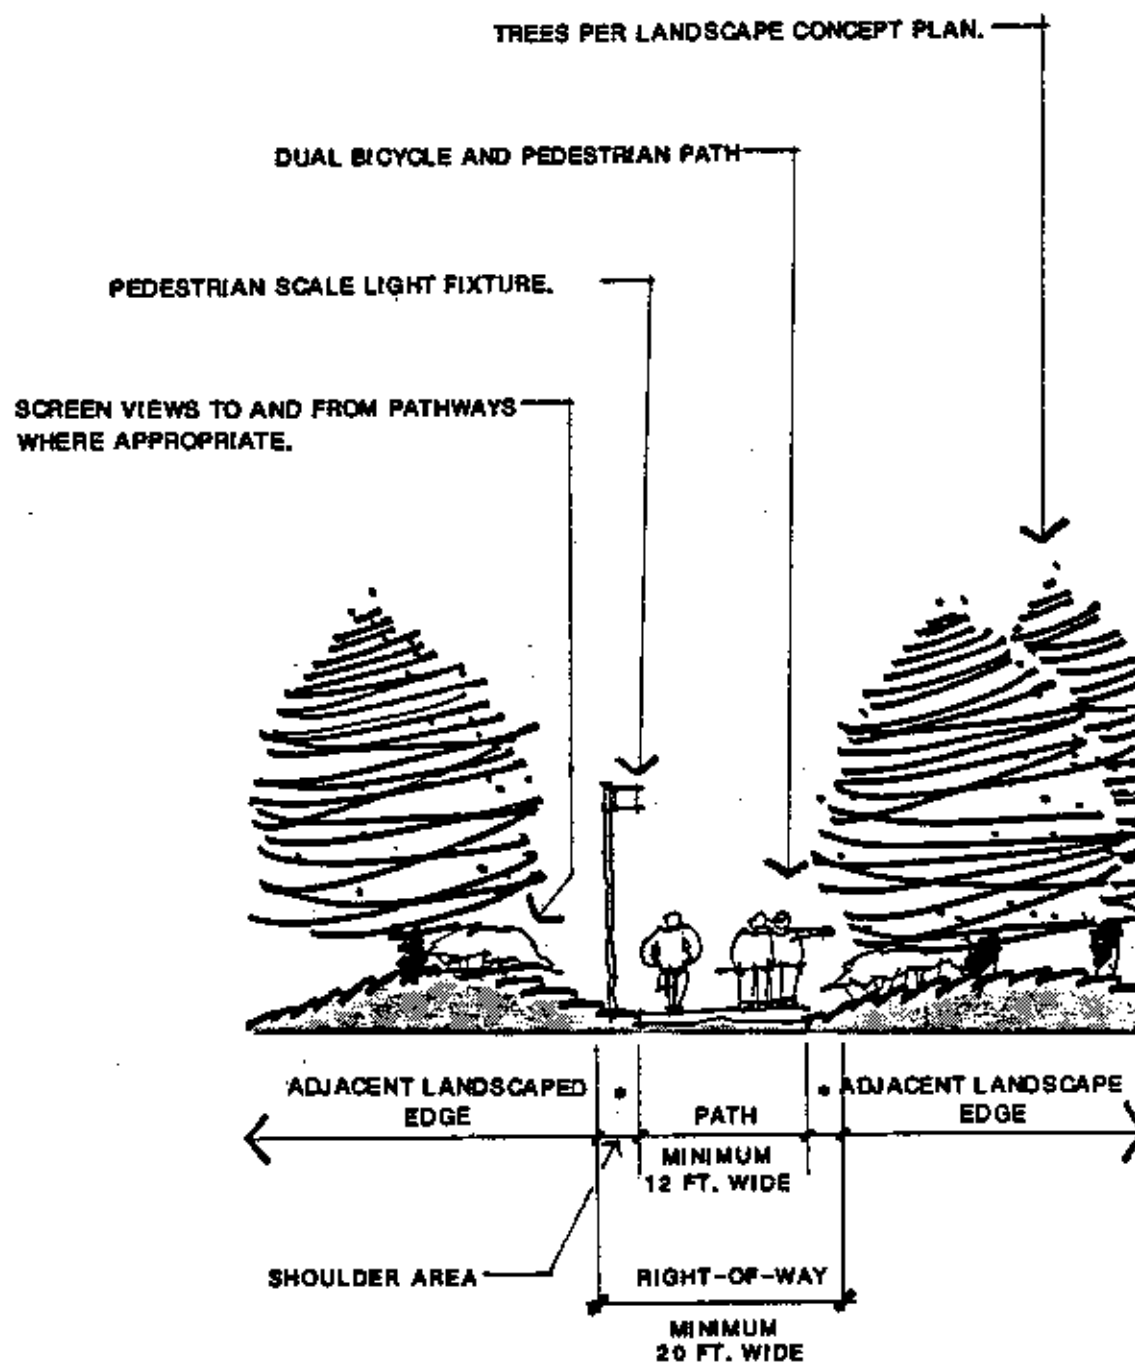 TREES PER LANDSCAPE CONCEPT PLAN.
DUAL BICYCLE AND PEDESTRIAN PATH
PEDESTRIAN SCALE LIGHT FIXTURE.
SCREEN VIEWS TO AND FROM PATHWAYS
WHERE APPROPRIATE.
ADJACENT LANDSCAPED
EDGE
PATH
MINIMUM
12 FT. WIDE
ADJACENT LANDSCAPE
EDGE
SHOULDER AREA
RIGHT-OF-WAY
MINIMUM
20 FT. WIDE